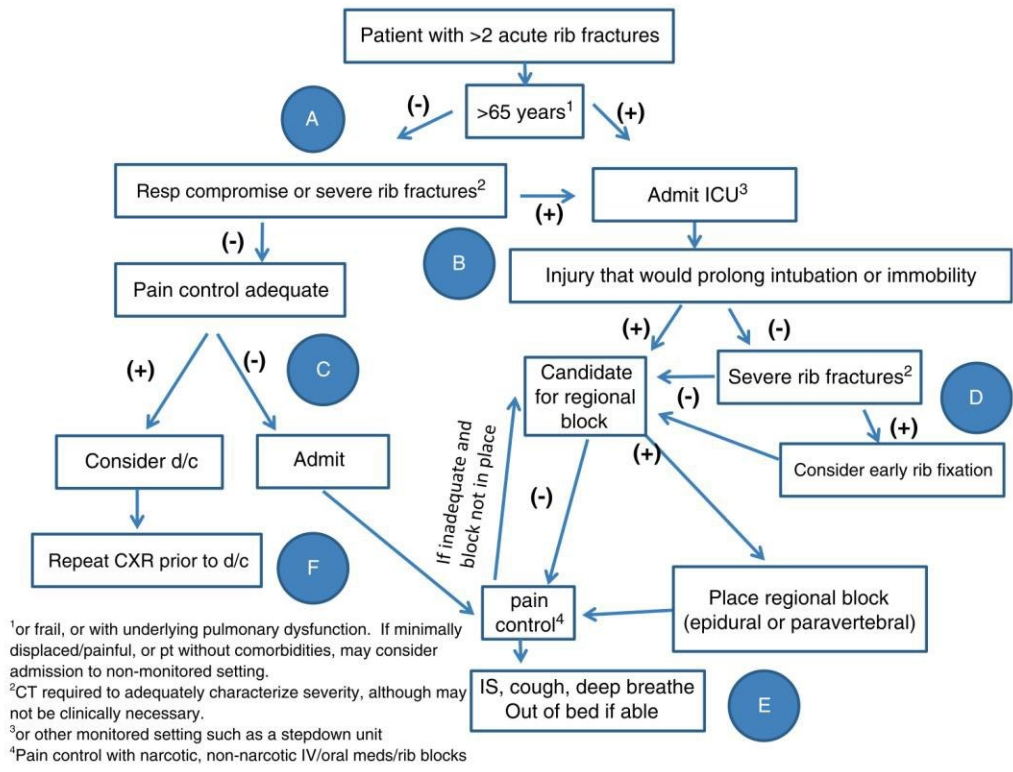 Patient with >2 acute rib fractures
(-)
>65 years¹
(+)
A
Resp compromise or severe rib fractures²
(+)
Admit ICU³
(-)
B
Injury that would prolong intubation or immobility
Pain control adequate
(+)
(-)
(+)
(-)
C
Candidate
for regional
block
(-)
Severe rib fractures²
D
(+)
Consider d/c
Admit
If inadequate and
block not in place
(-)
(+)
Consider early rib fixation
Repeat CXR prior to d/c
F
pain
control⁴
Place regional block
(epidural or paravertebral)
IS, cough, deep breathe
Out of bed if able
E
¹or frail, or with underlying pulmonary dysfunction. If minimally
displaced/painful, or pt without comorbidities, may consider
admission to non-monitored setting.
²CT required to adequately characterize severity, although may
not be clinically necessary.
³or other monitored setting such as a stepdown unit
⁴Pain control with narcotic, non-narcotic IV/oral meds/rib blocks